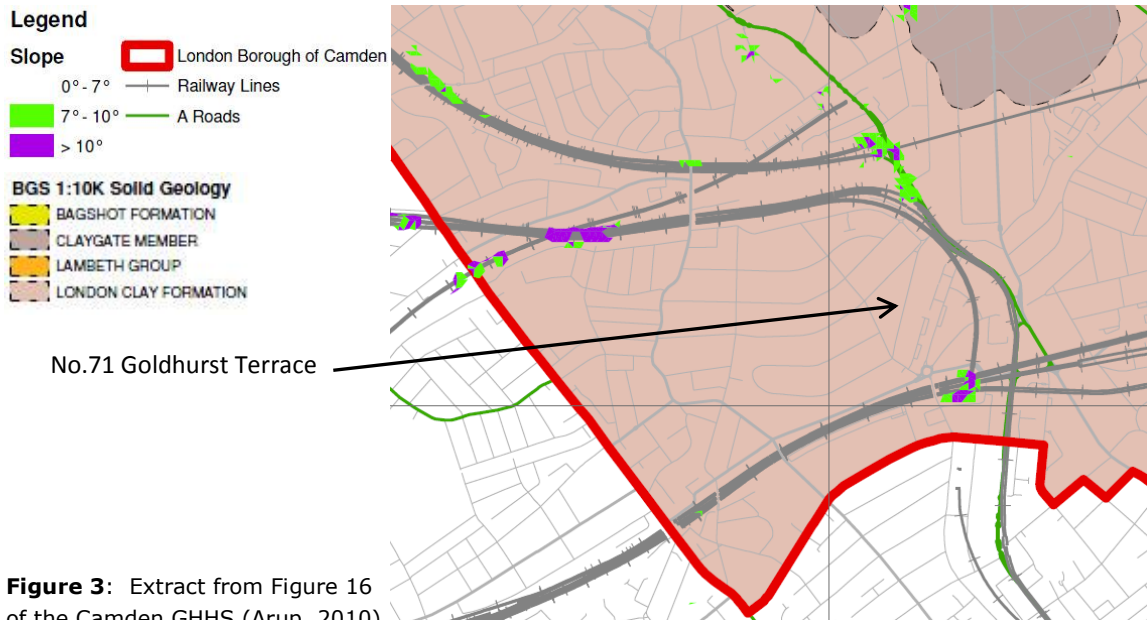 Legend
Slope
London Borough of Camden
0°- 7°
Railway Lines
7°- 10°
A Roads
> 10°
BGS 1:10K Solid Geology
BAGSHOT FORMATION
CLAYGATE MEMBER
LAMBETH GROUP
LONDON CLAY FORMATION
No.71 Goldhurst Terrace
Figure 3: Extract from Figure 16
of the Camden GHHS (Arup, 2010)